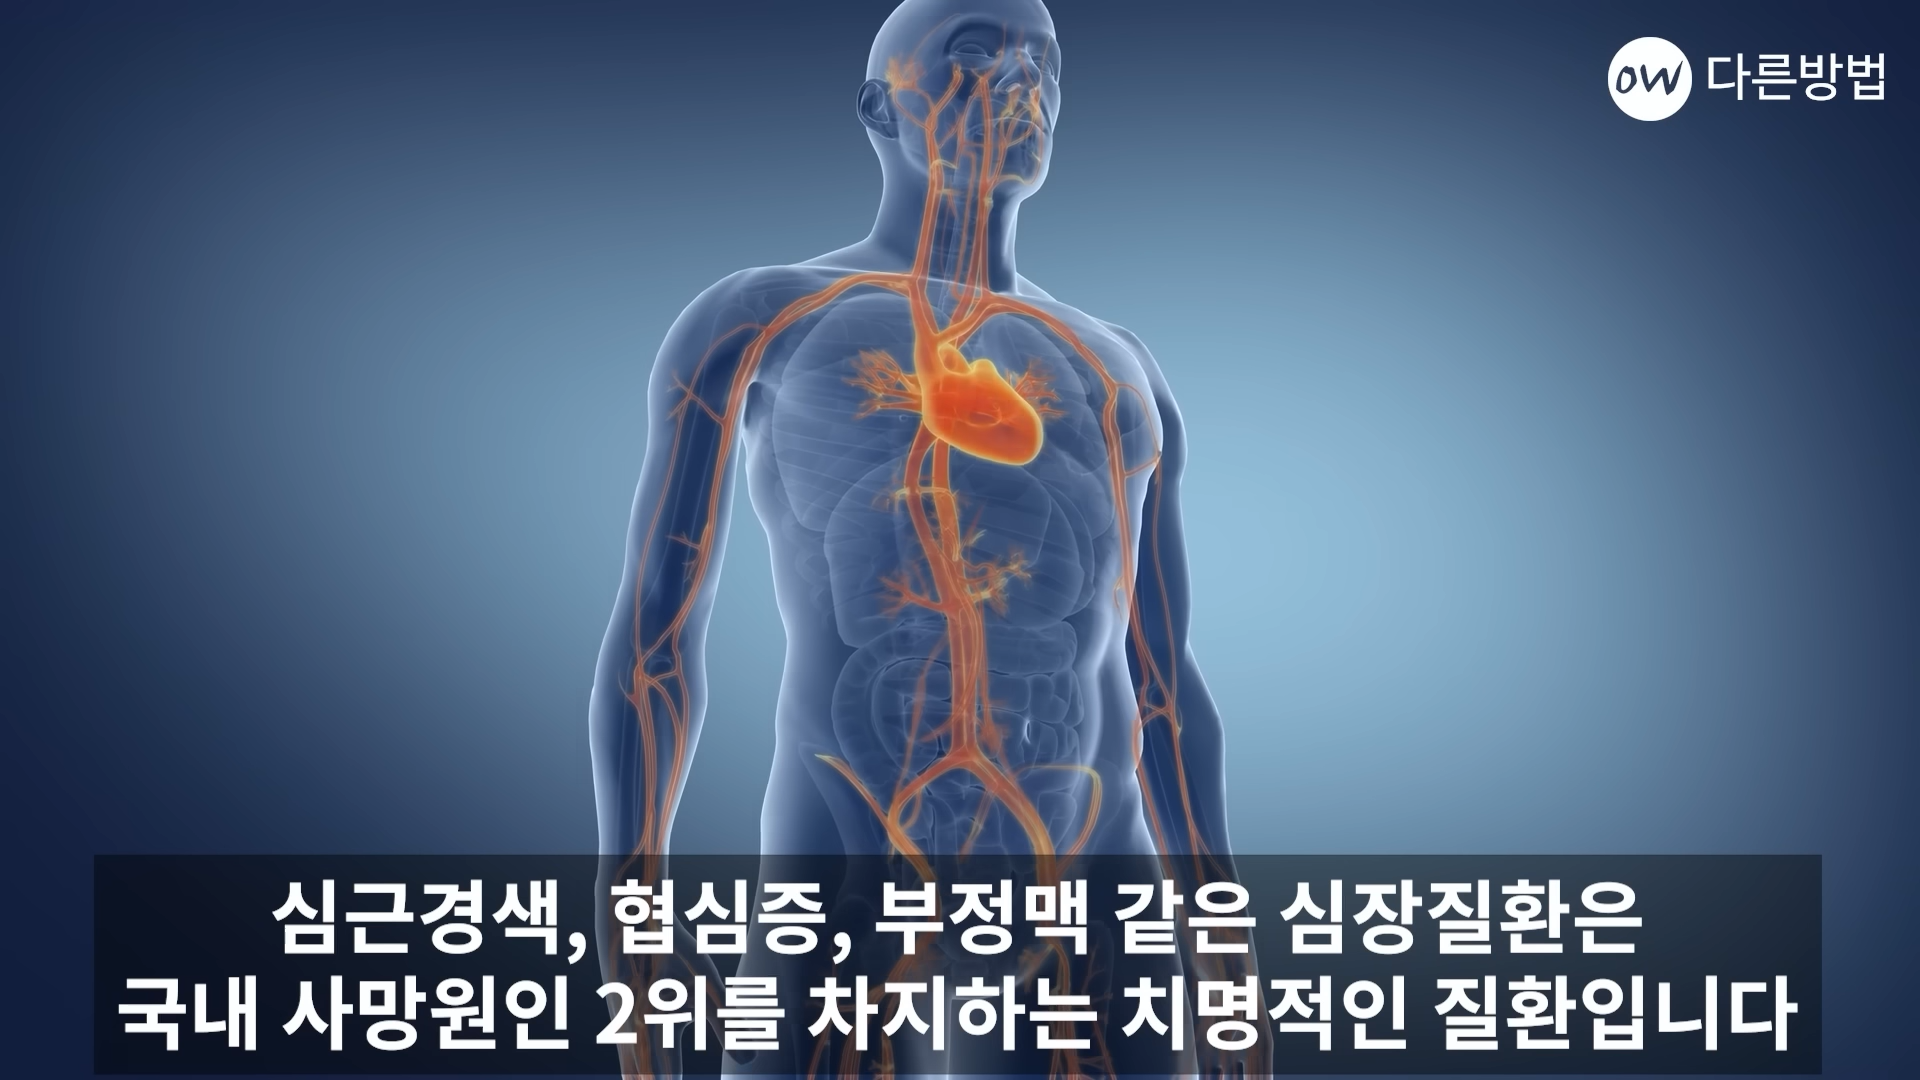 ow 다른방법
심근경색, 협심증, 부정맥 같은 심장질환은
국내 사망원인 2위를 차지하는 치명적인 질환입니다